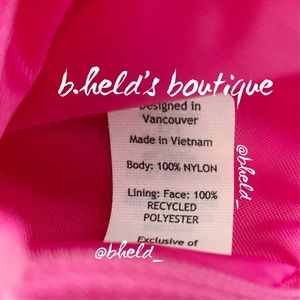 b.held's boutique
Designed in
Vancouver
Made in Vietnam
Body: 100% NYLON
@bheld_
Lining: Face: 100%
RECYCLED
POLYESTER
Exclusive of
@bheld_